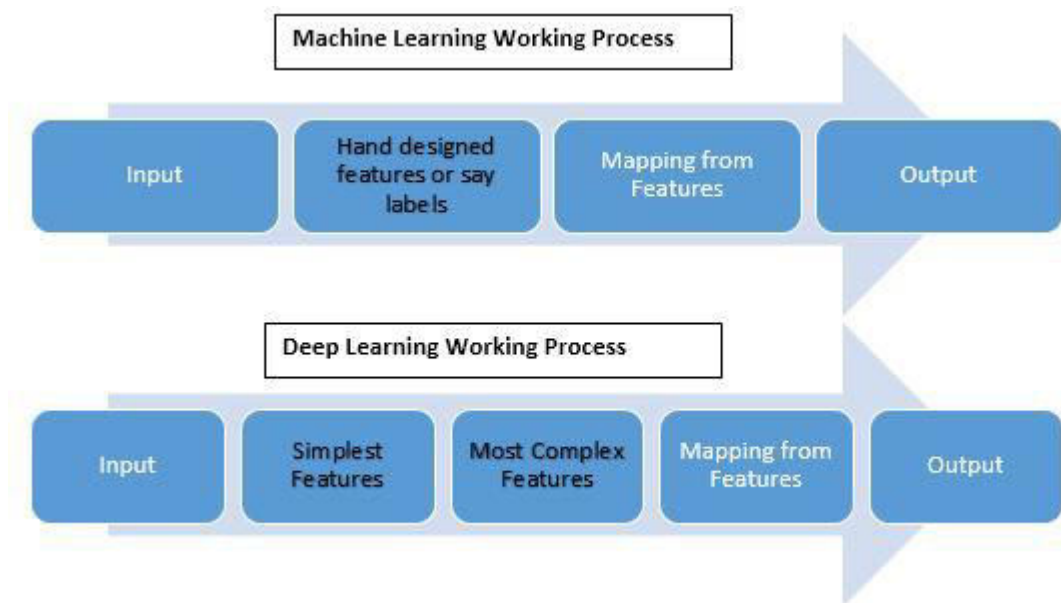 Machine Learning Working Process
Input
Hand designed
features or say
labels
Mapping from
Features
Output
Deep Learning Working Process
Input
Simplest
Features
Most Complex
Features
Mapping from
Features
Output